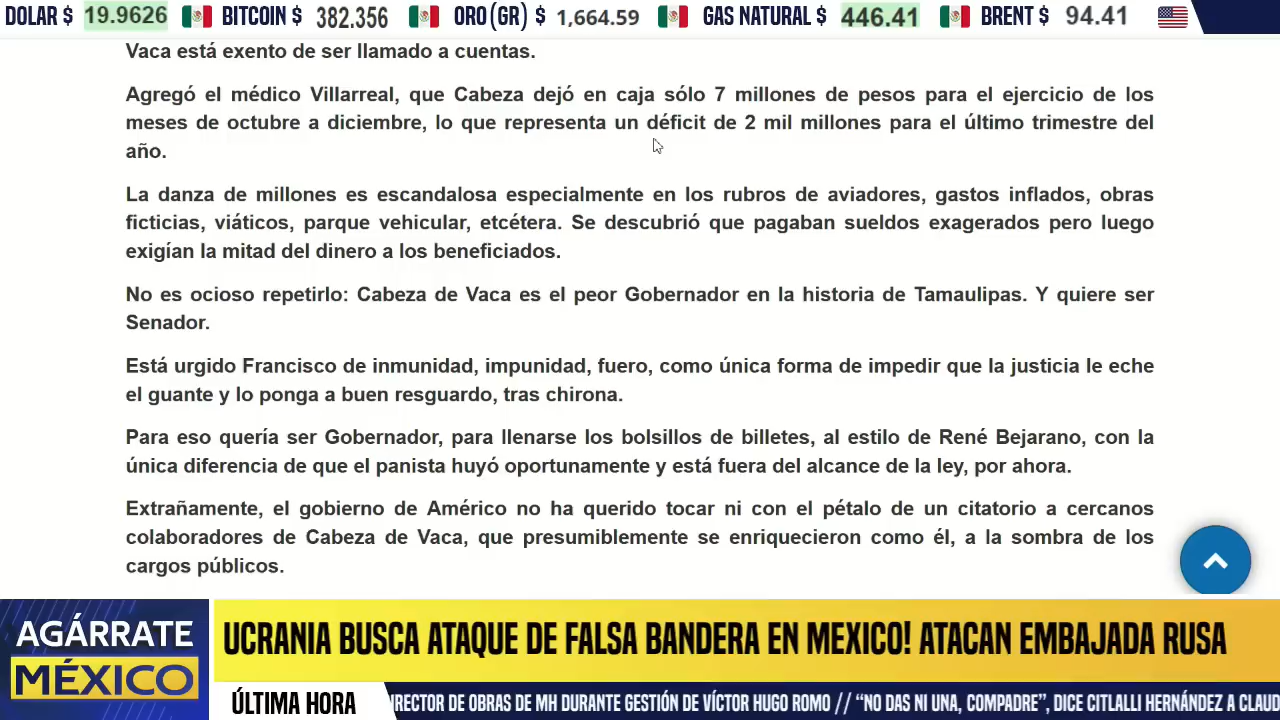 DOLAR $ 19.9626 BITCOIN $ 382.356 ORO(GR) $ 1,664.59 GAS NATURAL $ 446.41 BRENT $ 94.41
Vaca está exento de ser llamado a cuentas.
Agregó el médico Villarreal, que Cabeza dejó en caja sólo 7 millones de pesos para el ejercicio de los
meses de octubre a diciembre, lo que representa un déficit de 2 mil millones para el último trimestre del
año.
La danza de millones es escandalosa especialmente en los rubros de aviadores, gastos inflados, obras
ficticias, viáticos, parque vehicular, etcétera. Se descubrió que pagaban sueldos exagerados pero luego
exigían la mitad del dinero a los beneficiados.
No es ocioso repetirlo: Cabeza de Vaca es el peor Gobernador en la historia de Tamaulipas. Y quiere ser
Senador.
Está urgido Francisco de inmunidad, impunidad, fuero, como única forma de impedir que la justicia le eche
el guante y lo ponga a buen resguardo, tras chirona.
Para eso quería ser Gobernador, para llenarse los bolsillos de billetes, al estilo de René Bejarano, con la
única diferencia de que el panista huyó oportunamente y está fuera del alcance de la ley, por ahora.
Extrañamente, el gobierno de Américo no ha querido tocar ni con el pétalo de un citatorio a cercanos
colaboradores de Cabeza de Vaca, que presumiblemente se enriquecieron como él, a la sombra de los
cargos públicos.
AGÁRRATE
MÉXICO
UCRANIA BUSCA ATAQUE DE FALSA BANDERA EN MEXICO! ATACAN EMBAJADA RUSA
ÚLTIMA HORA
IRECTOR DE OBRAS DE MH DURANTE GESTIÓN DE VÍCTOR HUGO ROMO // “NO DAS NI UNA, COMPADRE”, DICE CITLALLI HERNÁNDEZ A CLAUD